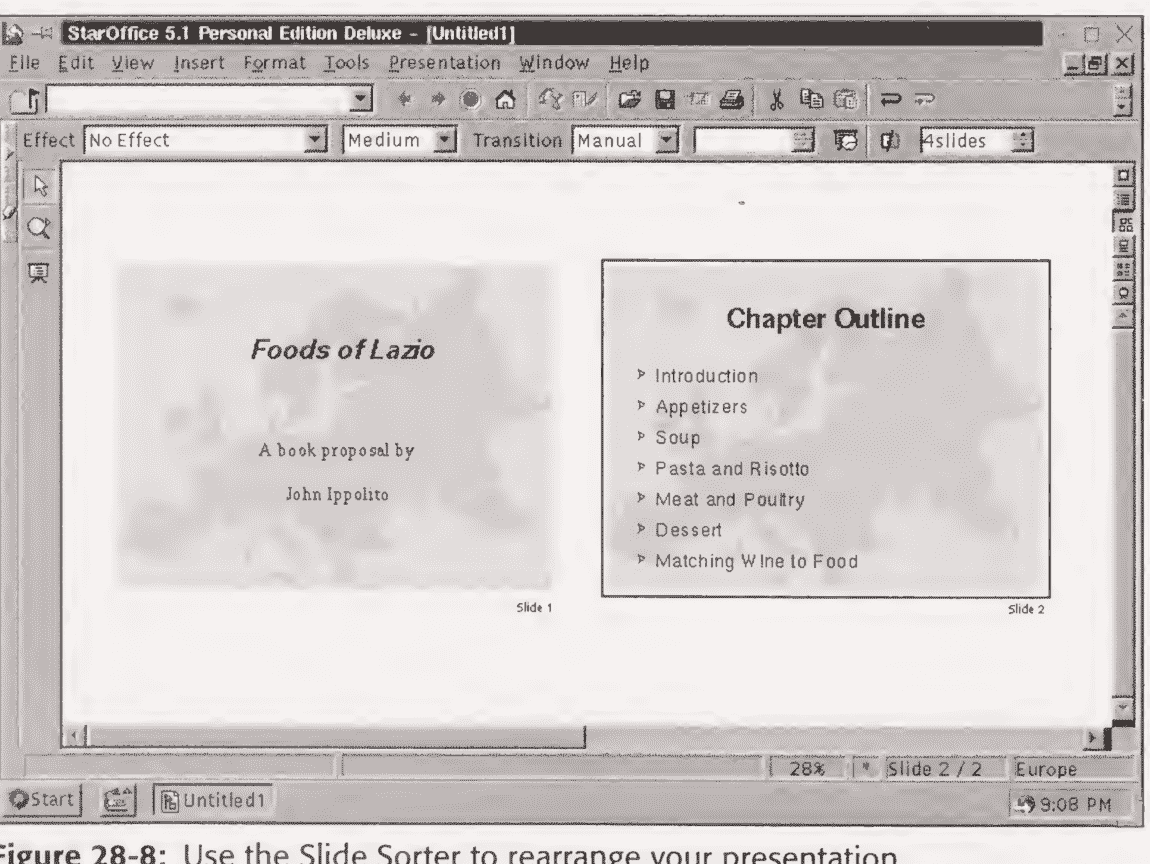 StarOffice 5.1 Personal Edition Deluxe - [Untitled1]
File Edit View Insert Format Tools Presentation Window Help
Effect No Effect Medium Transition Manual 4slides
Foods of Lazio
A book proposal by
John Ippolito
Slide 1
Chapter Outline
Introduction
Appetizers
Soup
Pasta and Risotto
Meat and Poultry
Dessert
Matching Wine to Food
Slide 2
28% * Slide 2 / 2 Europe
Start Untitled1 9:08 PM
Figure 28-8: Use the Slide Sorter to rearrange your presentation